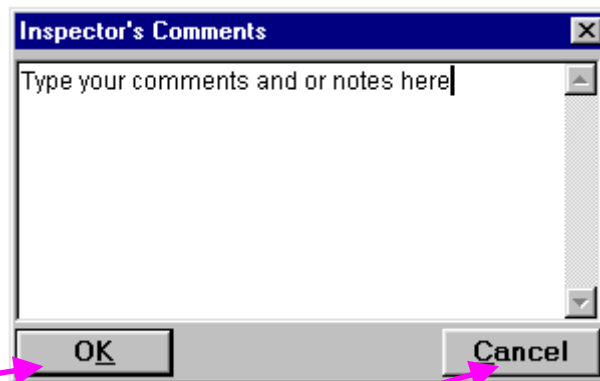 Inspector's Comments
Type your comments and or notes here
OK
Cancel